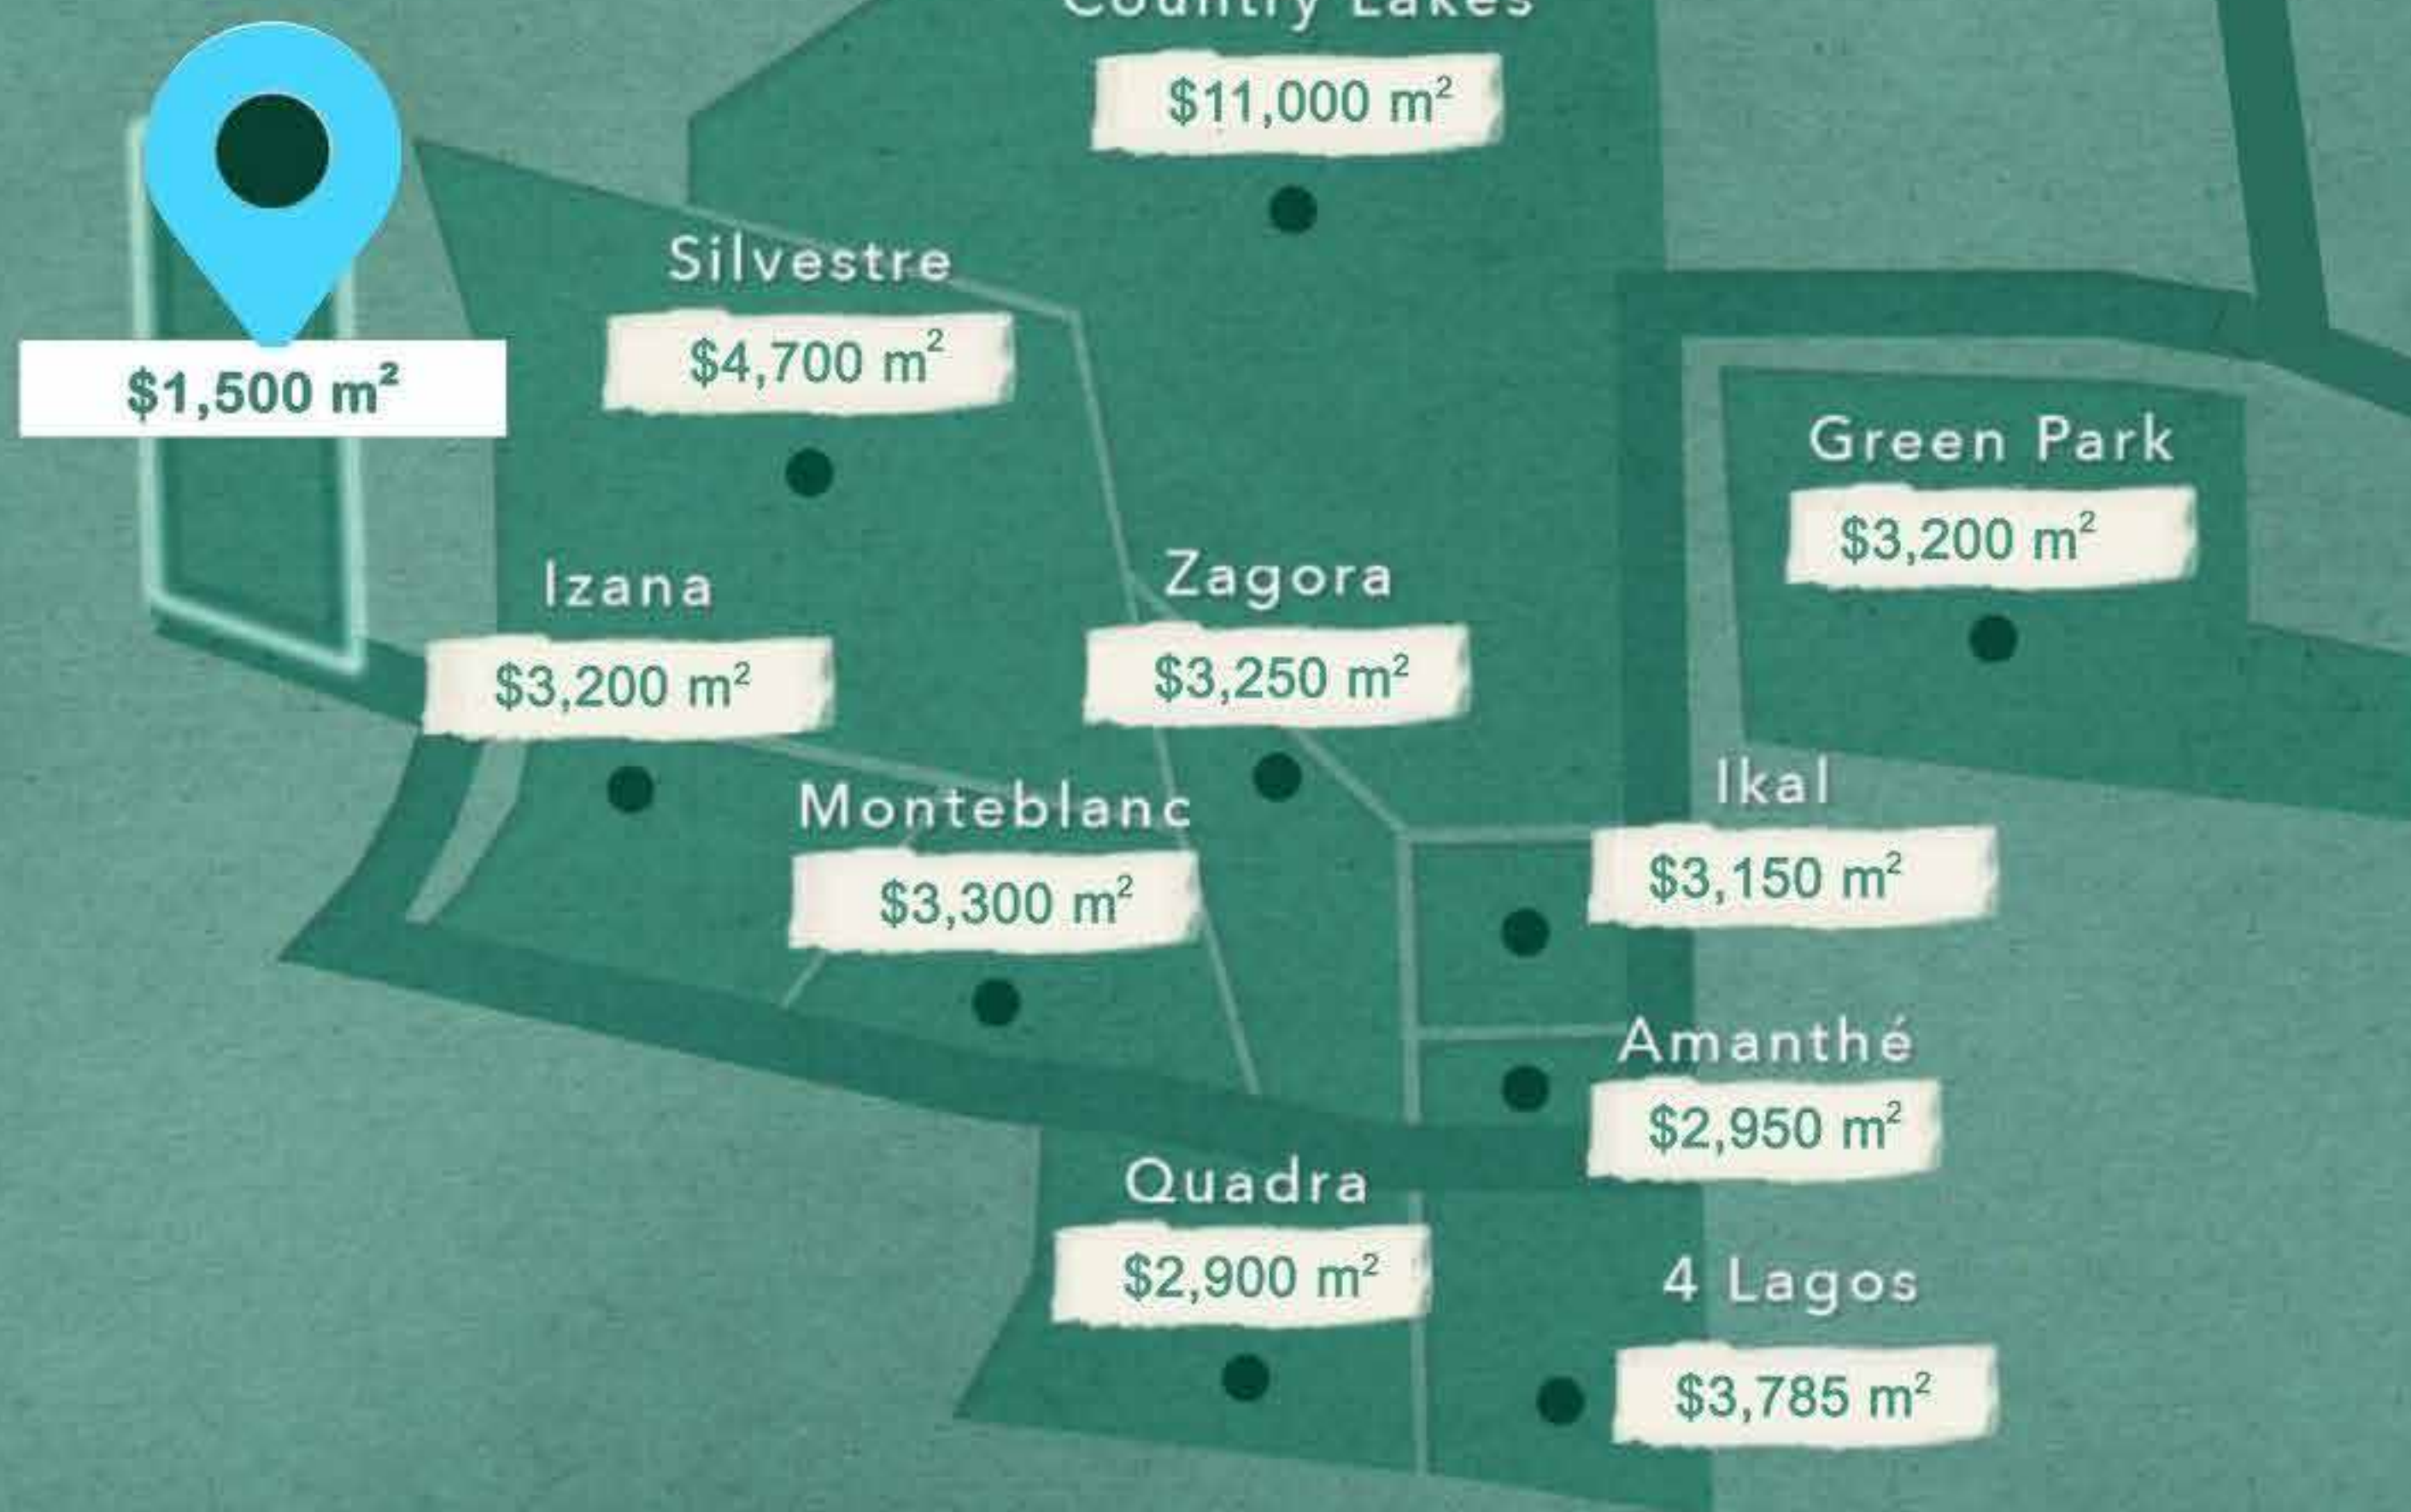 Country Lakes
$11,000 m²
Silvestre
$4,700 m²
$1,500 m²
Green Park
$3,200 m²
Izana
$3,200 m²
Zagora
$3,250 m²
Monteblanc
$3,300 m²
Ikal
$3,150 m²
Amanthé
$2,950 m²
Quadra
$2,900 m²
4 Lagos
$3,785 m²